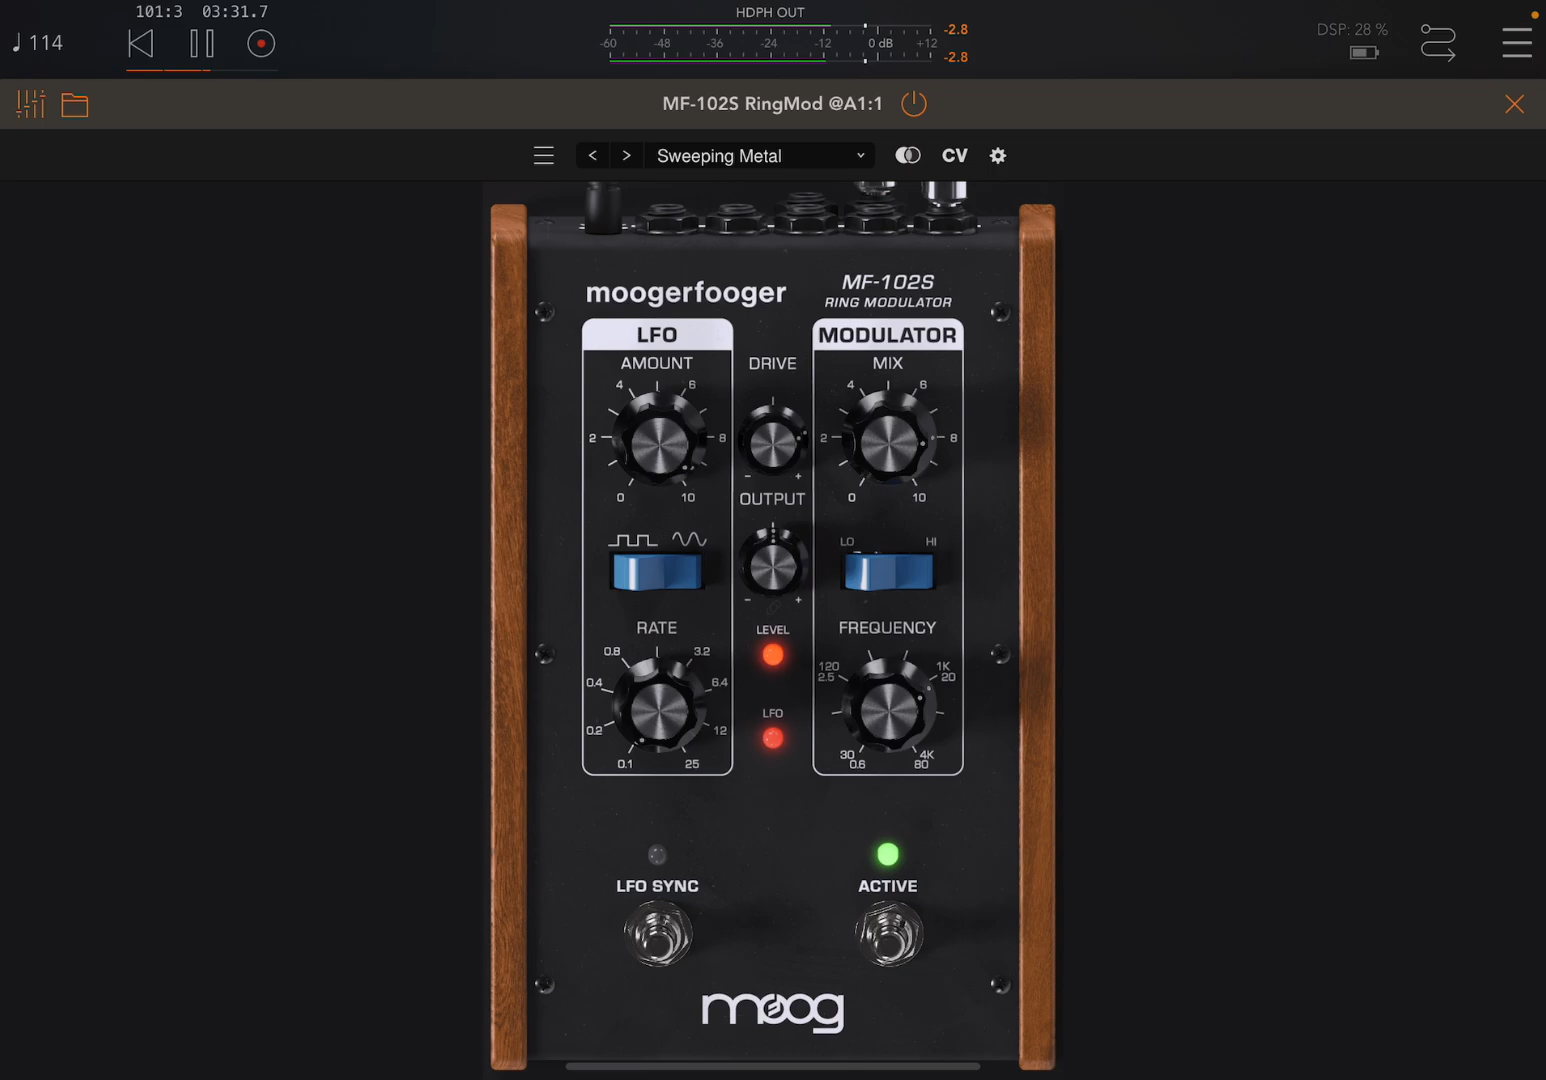 101:3 03:31.7
114
HDPH OUT
-60 -48 -36 -24 -12 0 dB +12
-2.8
-2.8
DSP: 28 %
MF-102S RingMod @A1:1
< > Sweeping Metal CV
moogerfooger
MF-102S
RING MODULATOR
LFO
MODULATOR
AMOUNT
DRIVE
MIX
4 6
2 8
0 10
4 6
2 8
0 10
- +
OUTPUT
LO HI
- +
RATE
LEVEL
FREQUENCY
0.8 3.2
0.4 6.4
0.2 12
0.1 25
120 1K
2.5 20
30 4K
0.6 80
LFO
LFO SYNC
ACTIVE
moog